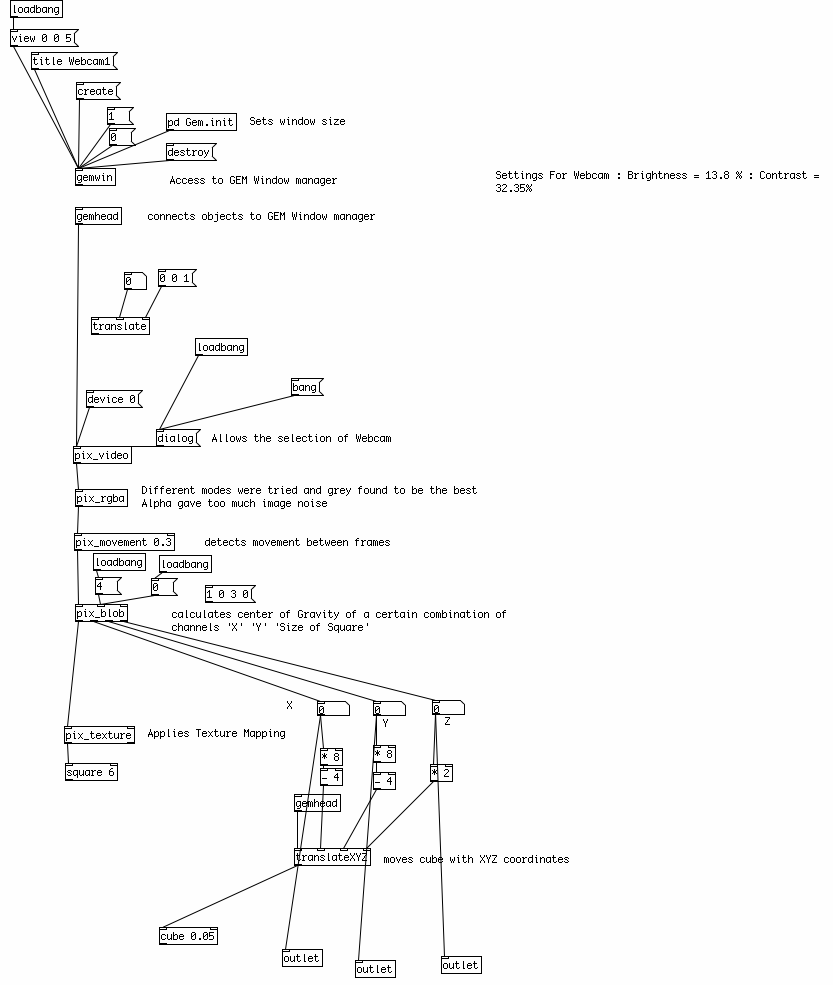 loadbang
view 0 0 5
title Webcam1
create
1
pd Gem.init
Sets window size
0
destroy
gemwin
Access to GEM Window manager
Settings For Webcam : Brightness = 13.8 % : Contrast =
32.35%
gemhead
connects objects to GEM Window manager
0
0 0 1
translate
loadbang
bang
device 0
dialog
Allows the selection of Webcam
pix_video
pix_rgba
Different modes were tried and grey found to be the best
Alpha gave too much image noise
pix_movement 0.3
detects movement between frames
loadbang
loadbang
4
0
1 0 3 0
pix_blob
calculates center of Gravity of a certain combination of
channels 'X' 'Y' 'Size of Square'
X
0
0
0
Y
Z
pix_texture
Applies Texture Mapping
* 8
* 8
square 6
- 4
- 4
* 2
gemhead
translateXYZ
moves cube with XYZ coordinates
cube 0.05
outlet
outlet
outlet